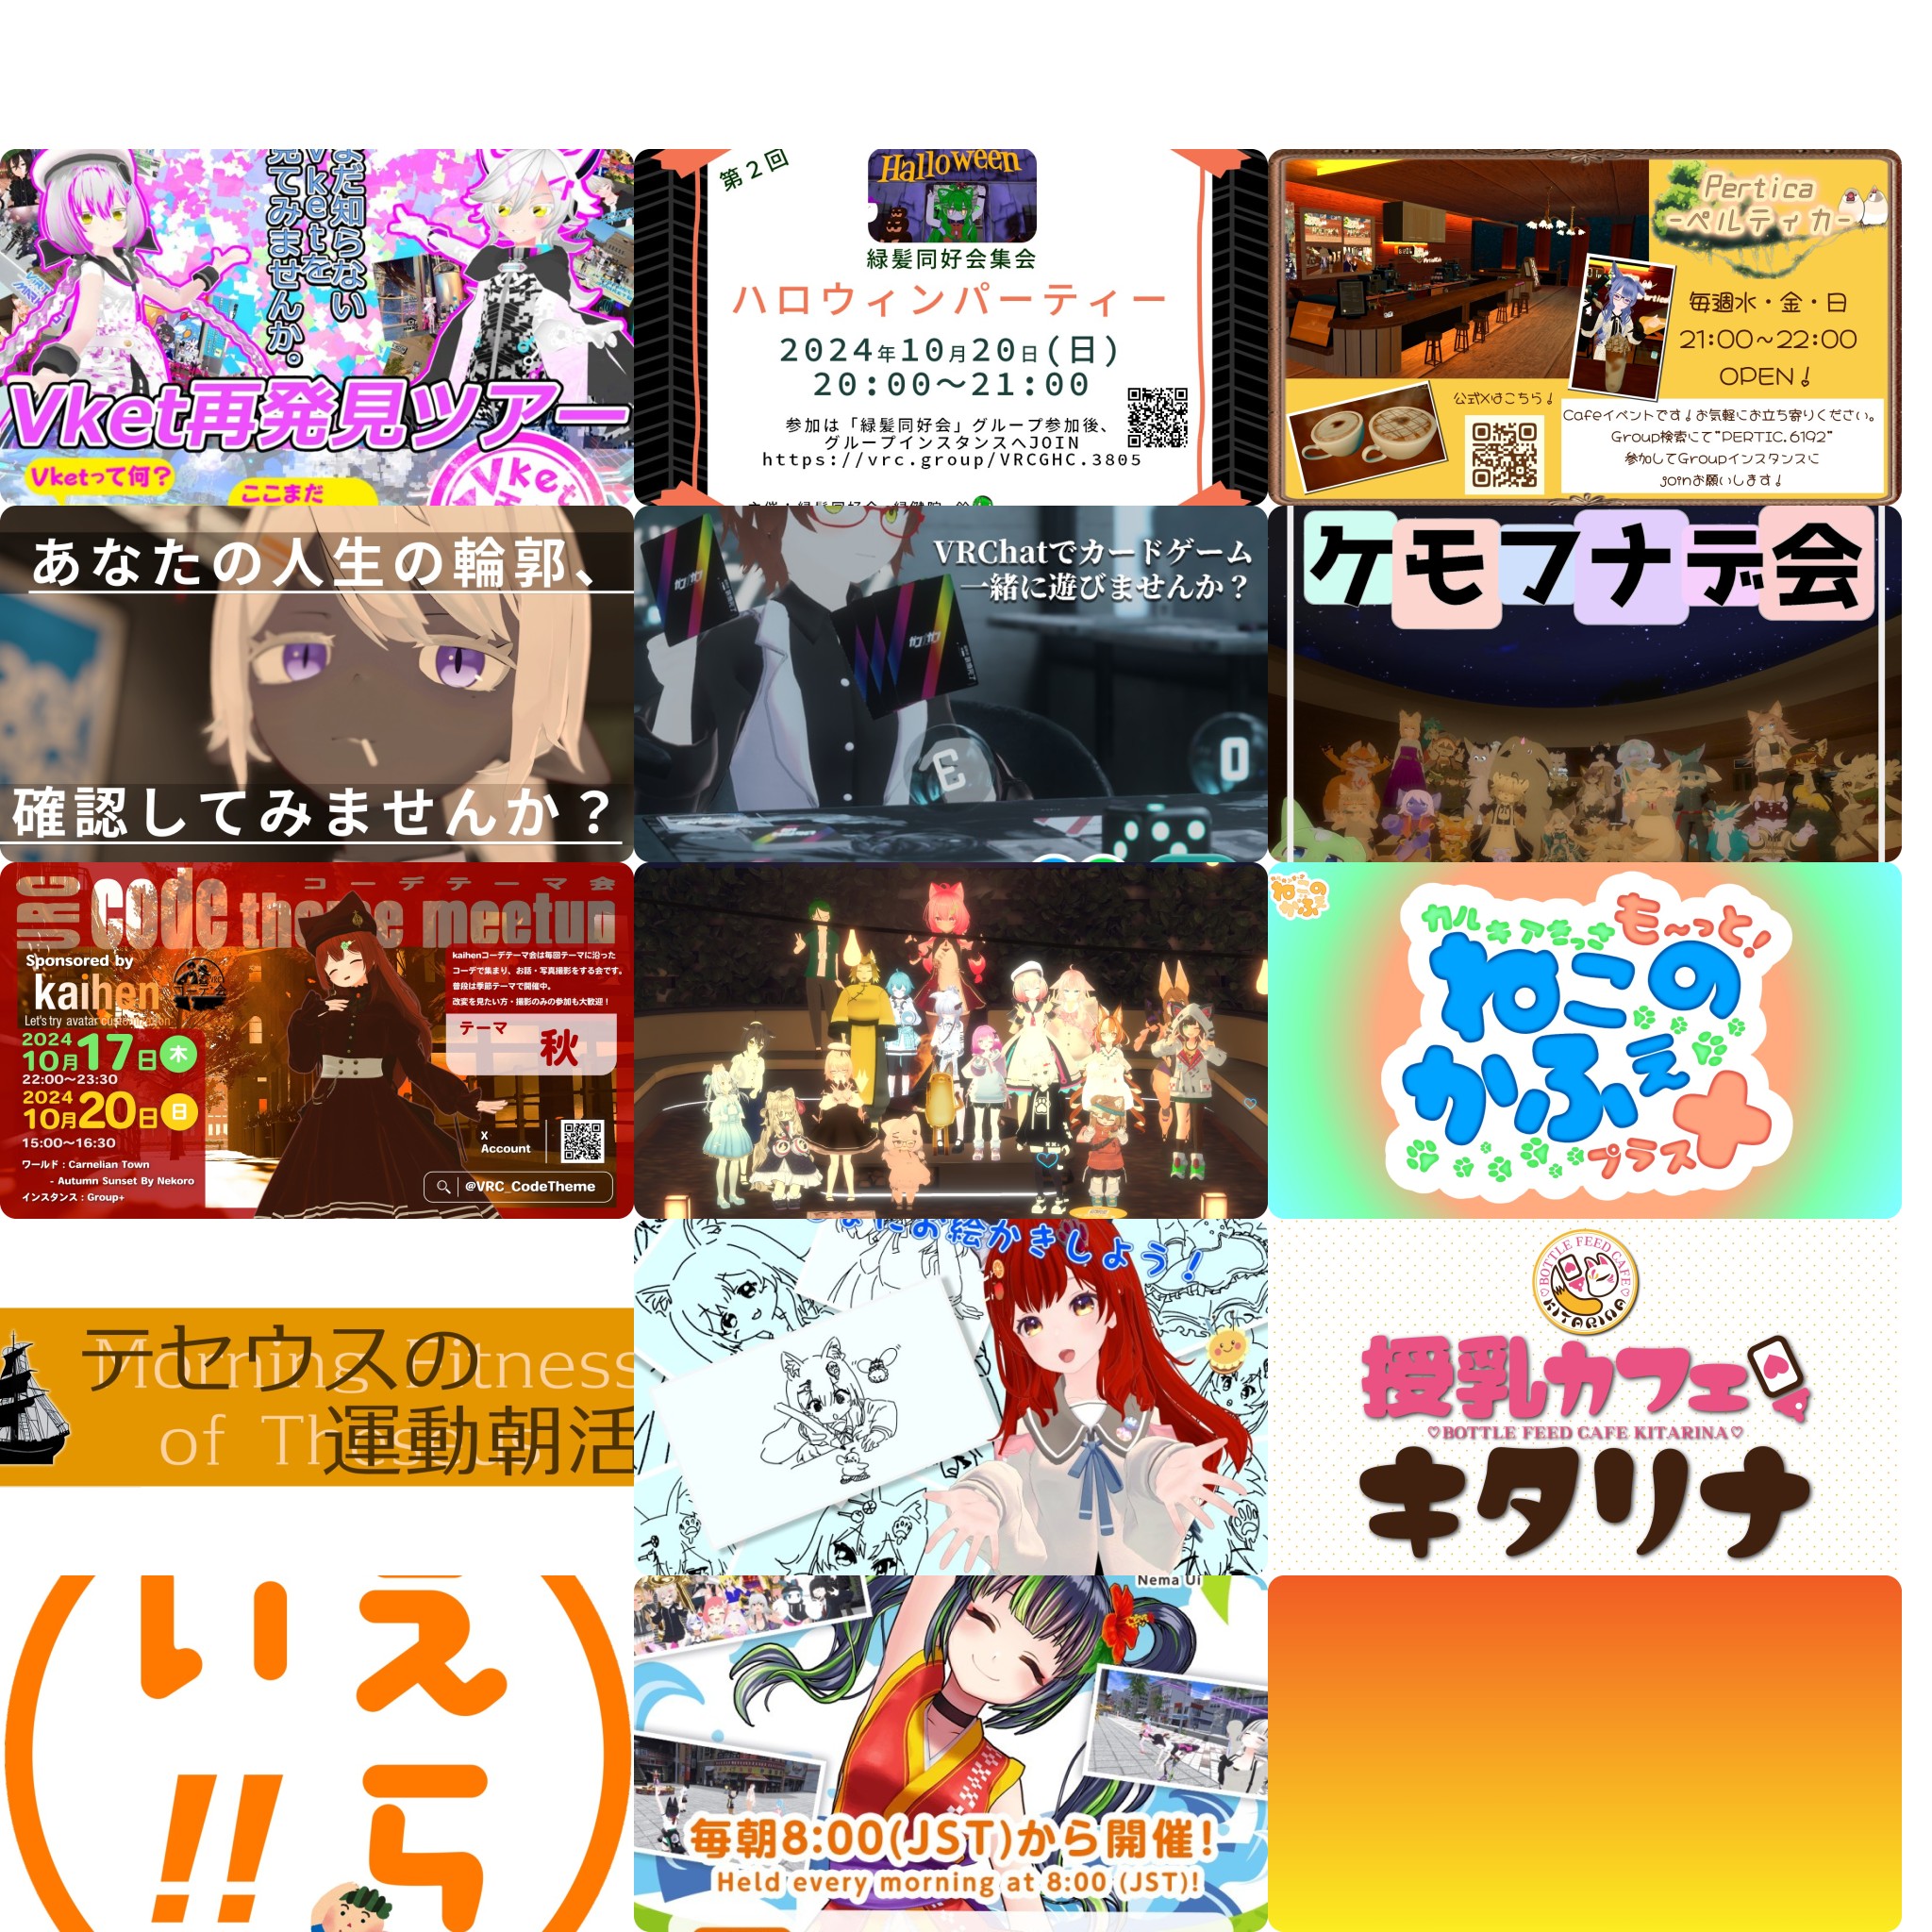 まだ知らない
Vketを
見てみませんか。
Vket再発見ツアー
Vketって何?
ここまだ
Vket
第2回
Halloween
緑髪同好会集会
ハロウィンパーティー
2024年10月20日(日)
20:00~21:00
参加は「緑髪同好会」グループ参加後、
グループインスタンスへJOIN
https://vrc.group/VRCGHC.3805
Pertica
-ペルティカ-
毎週水・金・日
21:00~22:00
OPEN!
公式Xはこちら!
Cafeイベントです!お気軽にお立ち寄りください。
Group検索にて"PERTIC.6192"
参加してGroupインスタンスに
joinお願いします!
あなたの人生の輪郭、
確認してみませんか?
VRChatでカードゲーム
一緒に遊びませんか?
E
O
ケモフナデ会
コーデテーマ会
VRC code theme meetup
Sponsored by
kaihen
Let's try avatar customization
kaihenコーデテーマ会は毎回テーマに沿った
コーデで集まり、お話・写真撮影をする会です。
普段は季節テーマで開催中。
改変を見たい方・撮影のみの参加も大歓迎!
テーマ
秋
2024
10月17日木
22:00~23:30
2024
10月20日日
15:00~16:30
ワールド:Carnelian Town
- Autumn Sunset By Nekoro
インスタンス:Group+
X
Account
@VRC_CodeTheme
ねこの
かふぇ
カルキアきっさ
も~っと!
ねこの
かふぇ
プラス+
テセウスの
運動朝活
Morning Fitness
of Theseus
お絵かきしよう!
BOTTLE FEED CAFE
KITARINA
授乳カフェ
♡BOTTLE FEED CAFE KITARINA♡
キタリナ
えら
い!!
Nema Ui
毎朝8:00(JST)から開催!
Held every morning at 8:00 (JST)!